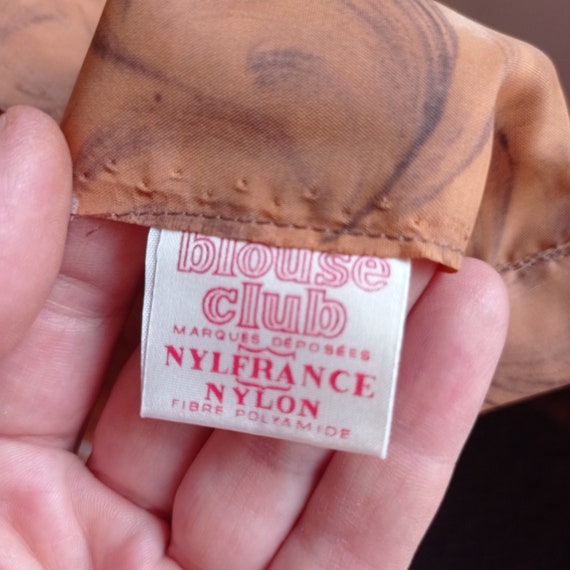 blouse
club
MARQUES DÉPOSÉES
NYLFRANCE
NYLON
FIBRE POLYAMIDE